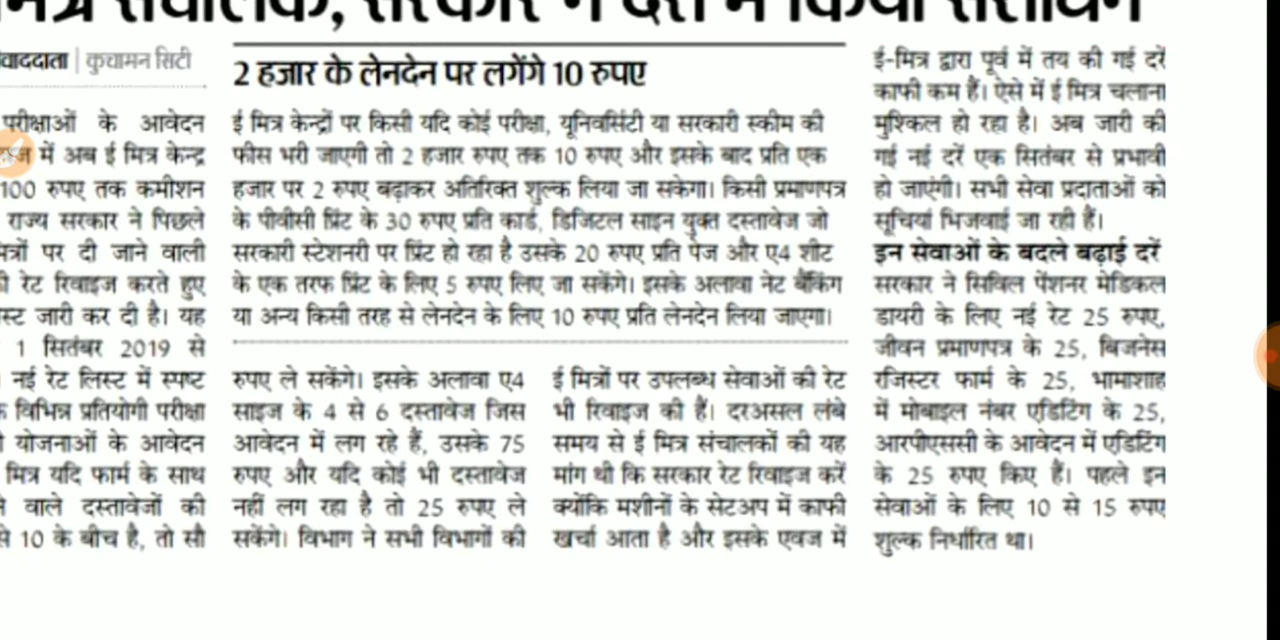 मित्र संचालक, सरकार ने दरों में किया संशोधन
वाददाता | कुचामन सिटी
परीक्षाओं के आवेदन
में अब ई मित्र केन्द्र
100 रुपए तक कमीशन
राज्य सरकार ने पिछले
मित्रों पर दी जाने वाली
ी रेट रिवाइज करते हुए
स्ट जारी कर दी है। यह
1 सितंबर 2019 से
नई रेट लिस्ट में स्पष्ट
विभिन्न प्रतियोगी परीक्षा
योजनाओं के आवेदन
मित्र यदि फार्म के साथ
वाले दस्तावेजों की
से 10 के बीच है, तो सौ
2 हजार के लेनदेन पर लगेंगे 10 रुपए
ई मित्र केन्द्रों पर किसी यदि कोई परीक्षा, यूनिवर्सिटी या सरकारी स्कीम की
फीस भरी जाएगी तो 2 हजार रुपए तक 10 रुपए और इसके बाद प्रति एक
हजार पर 2 रुपए बढ़ाकर अतिरिक्त शुल्क लिया जा सकेगा। किसी प्रमाणपत्र
के पीवीसी प्रिंट के 30 रुपए प्रति कार्ड, डिजिटल साइन युक्त दस्तावेज जो
सरकारी स्टेशनरी पर प्रिंट हो रहा है उसके 20 रुपए प्रति पेज और ए4 शीट
के एक तरफ प्रिंट के लिए 5 रुपए लिए जा सकेंगे। इसके अलावा नेट बैंकिंग
या अन्य किसी तरह से लेनदेन के लिए 10 रुपए प्रति लेनदेन लिया जाएगा।
रुपए ले सकेंगे। इसके अलावा ए4
साइज के 4 से 6 दस्तावेज जिस
आवेदन में लग रहे हैं, उसके 75
रुपए और यदि कोई भी दस्तावेज
नहीं लग रहा है तो 25 रुपए ले
सकेंगे। विभाग ने सभी विभागों की
ई मित्रों पर उपलब्ध सेवाओं की रेट
भी रिवाइज की हैं। दरअसल लंबे
समय से ई मित्र संचालकों की यह
मांग थी कि सरकार रेट रिवाइज करें
क्योंकि मशीनों के सेटअप में काफी
खर्चा आता है और इसके एवज में
ई-मित्र द्वारा पूर्व में तय की गई दरें
काफी कम हैं। ऐसे में ई मित्र चलाना
मुश्किल हो रहा है। अब जारी की
गई नई दरें एक सितंबर से प्रभावी
हो जाएंगी। सभी सेवा प्रदाताओं को
सूचियां भिजवाई जा रही हैं।
इन सेवाओं के बदले बढ़ाई दरें
सरकार ने सिविल पेंशनर मेडिकल
डायरी के लिए नई रेट 25 रुपए,
जीवन प्रमाणपत्र के 25, बिजनेस
रजिस्टर फार्म के 25, भामाशाह
में मोबाइल नंबर एडिटिंग के 25,
आरपीएससी के आवेदन में एडिटिंग
के 25 रुपए किए हैं। पहले इन
सेवाओं के लिए 10 से 15 रुपए
शुल्क निर्धारित था।